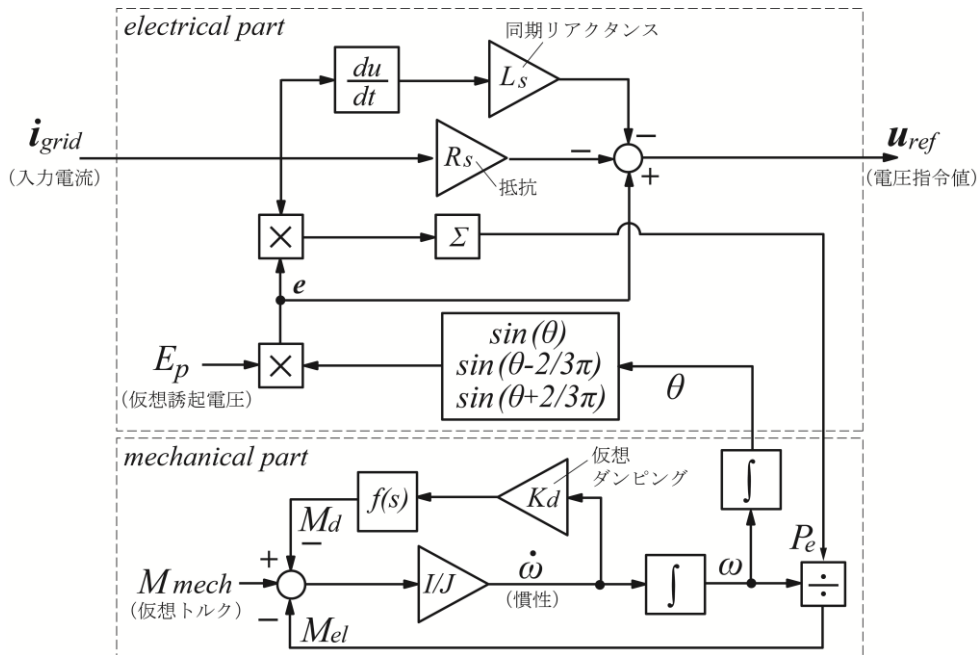 electrical part
同期リアクタンス
du
dt
Ls
−
i grid
(入力電流)
Rs
−
+
抵抗
u ref
(電圧指令値)
×
Σ
e
Ep
(仮想誘起電圧)
×
sin(θ)
sin(θ-2/3π)
sin(θ+2/3π)
θ
mechanical part
仮想
ダンピング
f(s)
Kd
∫
Md
−
+
M mech
(仮想トルク)
−
I/J
ω̇
(慣性)
∫
ω
Pe
÷
Mel